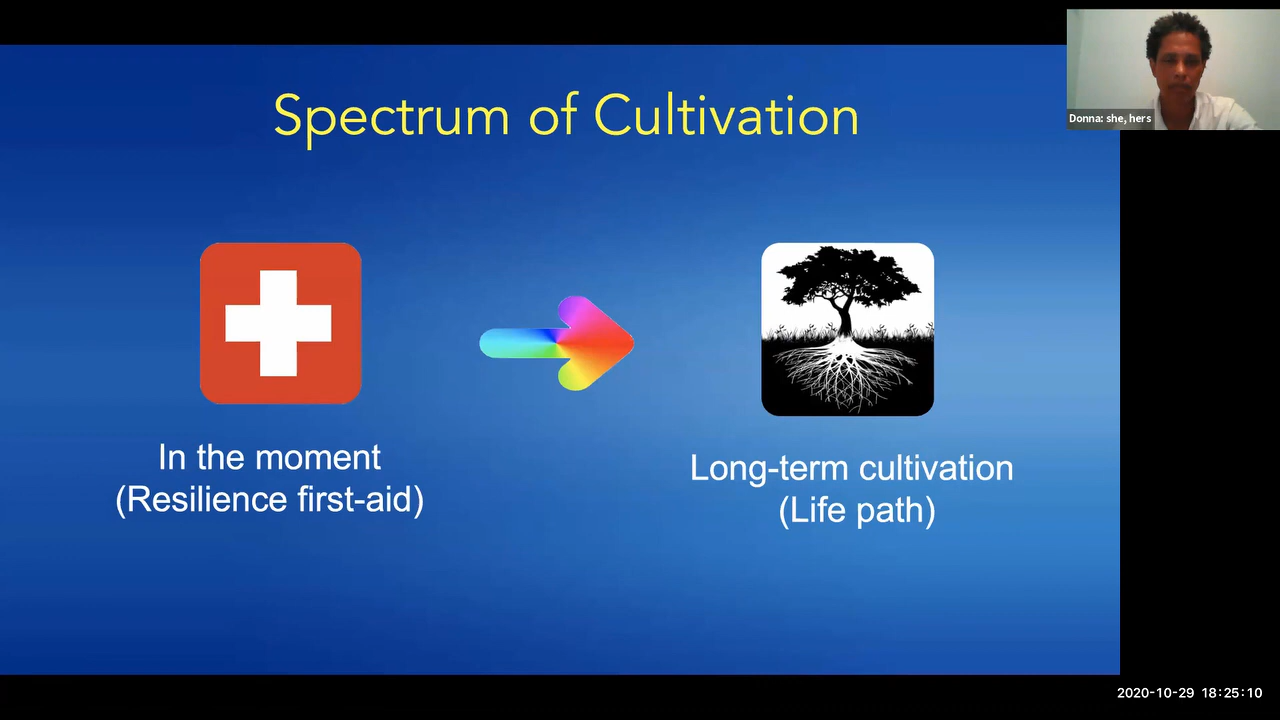 Spectrum of Cultivation
Donna: she, hers
In the moment
(Resilience first-aid)
Long-term cultivation
(Life path)
2020-10-29 18:25:10